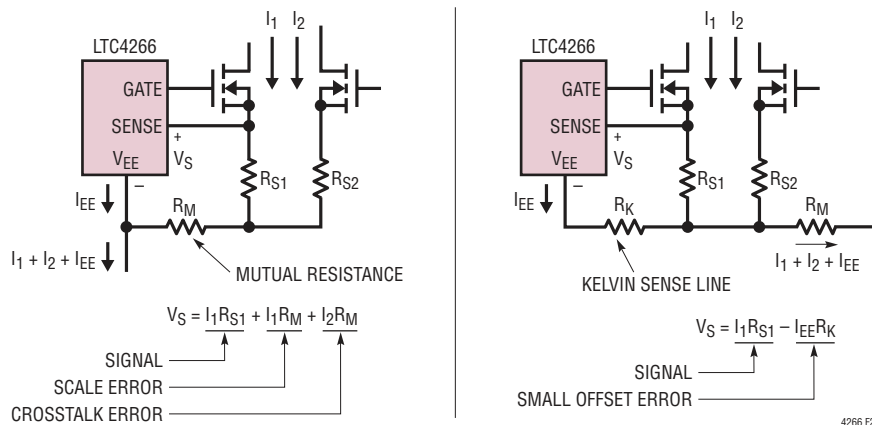 I1 I2
LTC4266
GATE
SENSE
+
VEE
VS
–
RS1
RS2
IEE
RM
I1 + I2 + IEE
MUTUAL RESISTANCE
VS = I1RS1 + I1RM + I2RM
SIGNAL
SCALE ERROR
CROSSTALK ERROR
I1 I2
LTC4266
GATE
SENSE
+
VEE
VS
–
RS1
RS2
IEE
RK
RM
I1 + I2 + IEE
KELVIN SENSE LINE
VS = I1RS1 – IEERK
SIGNAL
SMALL OFFSET ERROR